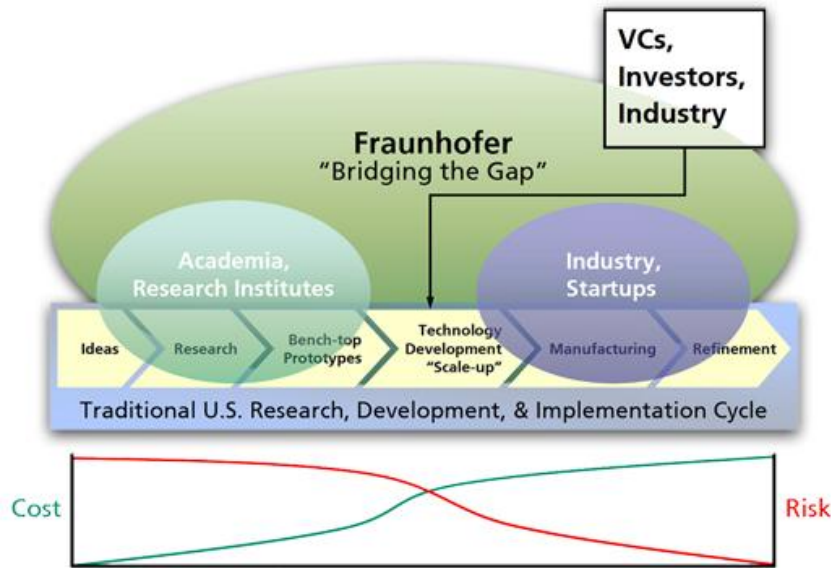 VCs,
Investors,
Industry
Fraunhofer
“Bridging the Gap”
Academia,
Research Institutes
Industry,
Startups
Ideas
Research
Bench-top
Prototypes
Technology
Development
“Scale-up”
Manufacturing
Refinement
Traditional U.S. Research, Development, & Implementation Cycle
Cost
Risk